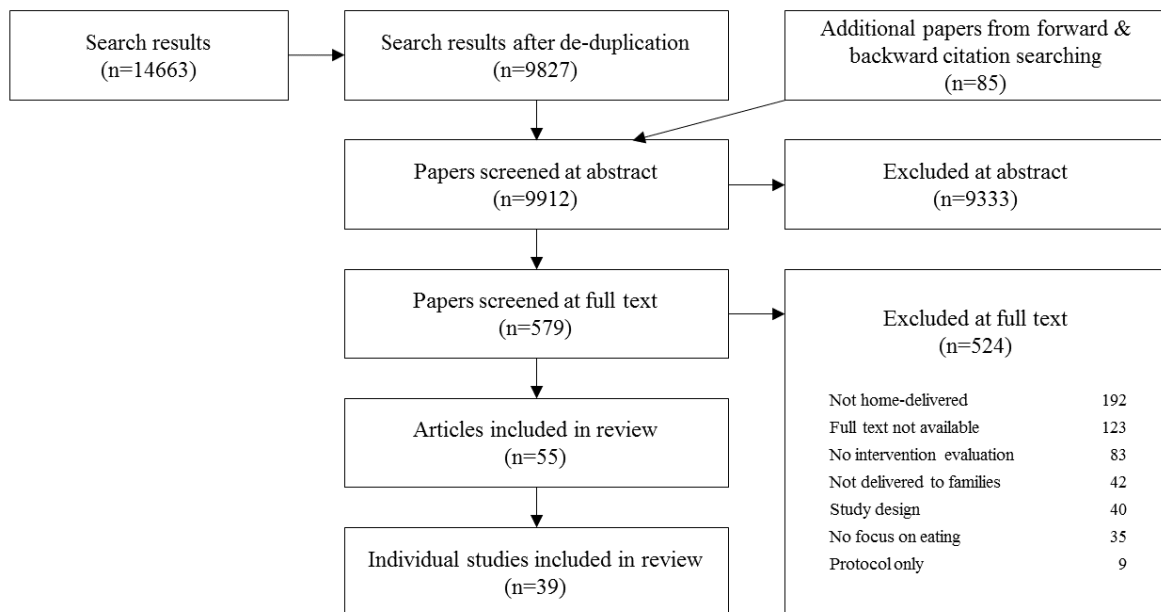 Search results
(n=14663)
Search results after de-duplication
(n=9827)
Additional papers from forward &
backward citation searching
(n=85)
Papers screened at abstract
(n=9912)
Excluded at abstract
(n=9333)
Papers screened at full text
(n=579)
Excluded at full text
(n=524)
Not home-delivered 192
Full text not available 123
No intervention evaluation 83
Not delivered to families 42
Study design 40
No focus on eating 35
Protocol only 9
Articles included in review
(n=55)
Individual studies included in review
(n=39)